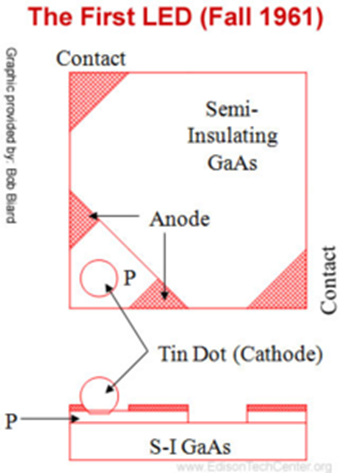 The First LED (Fall 1961)
Graphic provided by: Bob Biard
Contact
Semi-
Insulating
GaAs
Anode
P
Contact
Tin Dot (Cathode)
P
S-I GaAs
www.EdisonTechCenter.org